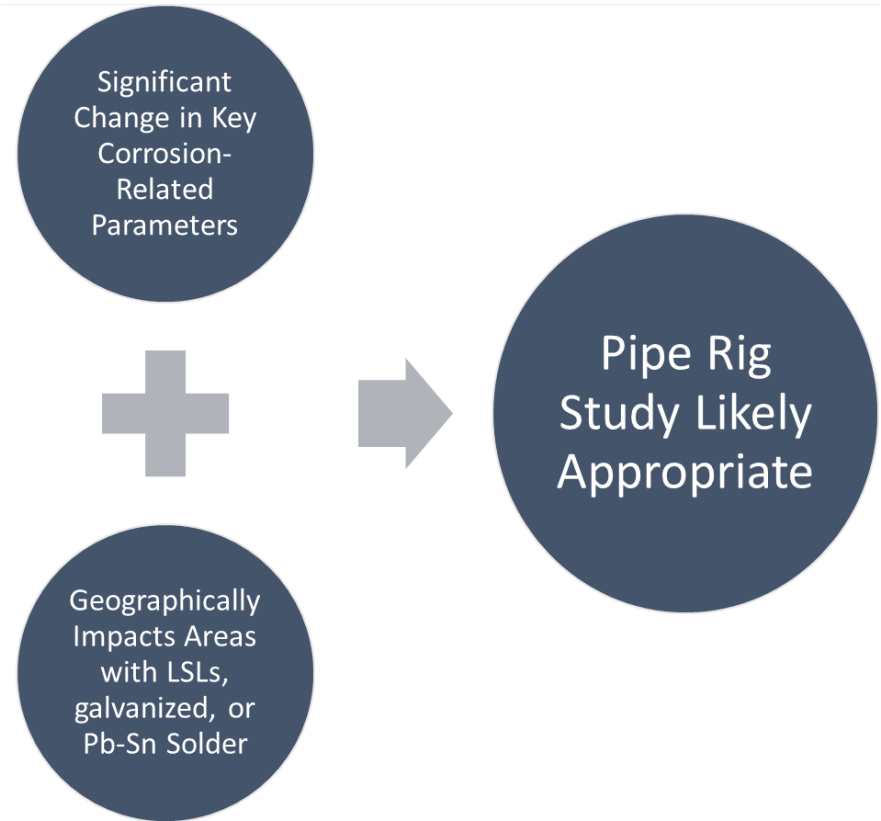 Significant
Change in Key
Corrosion-
Related
Parameters
Geographically
Impacts Areas
with LSLs,
galvanized, or
Pb-Sn Solder
Pipe Rig
Study Likely
Appropriate